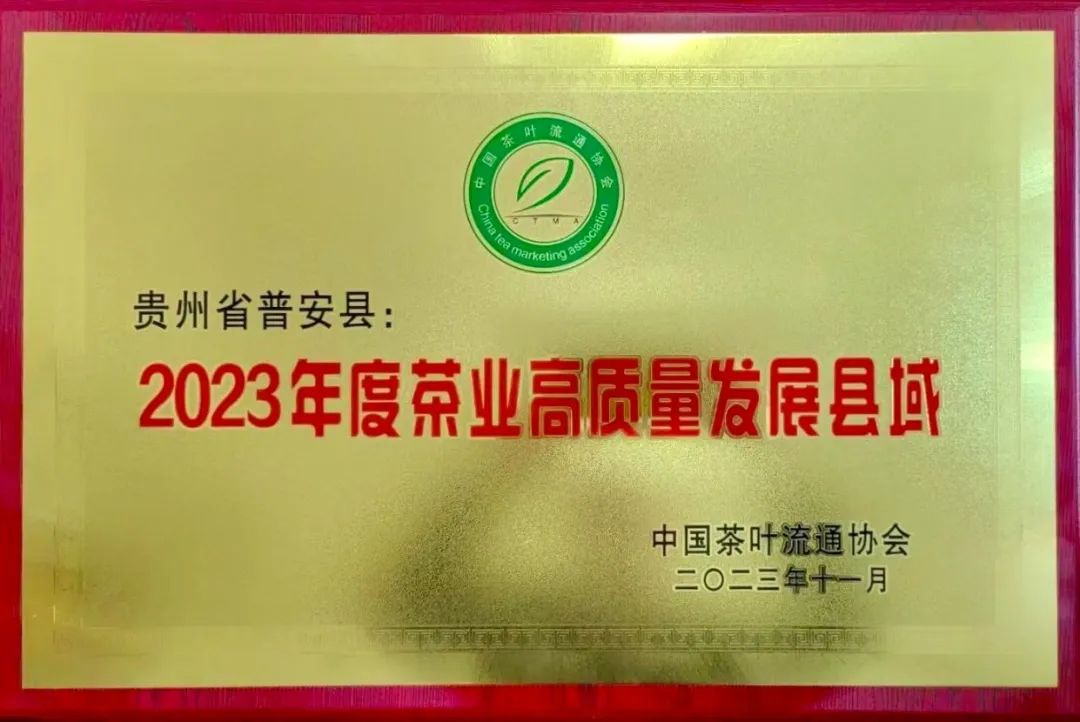 中国茶叶流通协会
CTMA
China tea marketing association
贵州省普安县：
2023年度茶业高质量发展县域
中国茶叶流通协会
二〇二三年十一月